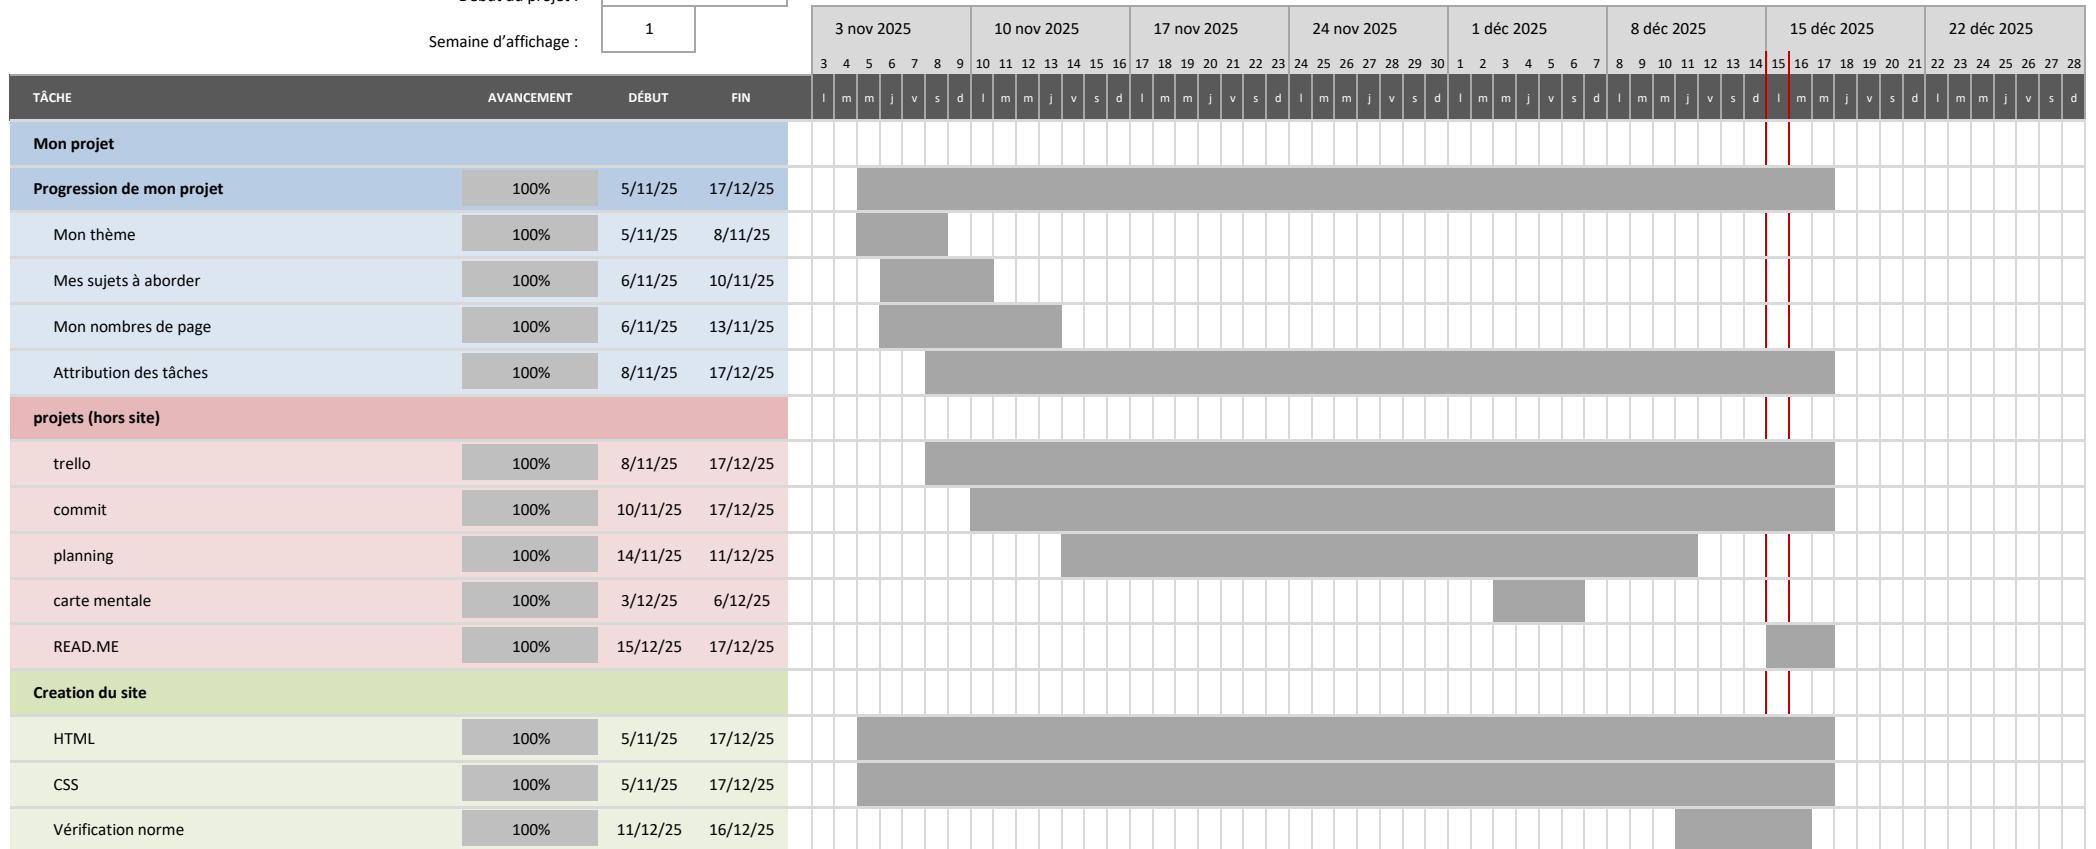 Début du projet :
Semaine d'affichage : 1
3 nov 2025 10 nov 2025 17 nov 2025 24 nov 2025 1 déc 2025 8 déc 2025 15 déc 2025 22 déc 2025
3 4 5 6 7 8 9 10 11 12 13 14 15 16 17 18 19 20 21 22 23 24 25 26 27 28 29 30 1 2 3 4 5 6 7 8 9 10 11 12 13 14 15 16 17 18 19 20 21 22 23 24 25 26 27 28
TÂCHE AVANCEMENT DÉBUT FIN l m m j v s d l m m j v s d l m m j v s d l m m j v s d l m m j v s d l m m j v s d l m m j v s d l m m j v s d
Mon projet
Progression de mon projet 100% 5/11/25 17/12/25
Mon thème 100% 5/11/25 8/11/25
Mes sujets à aborder 100% 6/11/25 10/11/25
Mon nombres de page 100% 6/11/25 13/11/25
Attribution des tâches 100% 8/11/25 17/12/25
projets (hors site)
trello 100% 8/11/25 17/12/25
commit 100% 10/11/25 17/12/25
planning 100% 14/11/25 11/12/25
carte mentale 100% 3/12/25 6/12/25
READ.ME 100% 15/12/25 17/12/25
Creation du site
HTML 100% 5/11/25 17/12/25
CSS 100% 5/11/25 17/12/25
Vérification norme 100% 11/12/25 16/12/25